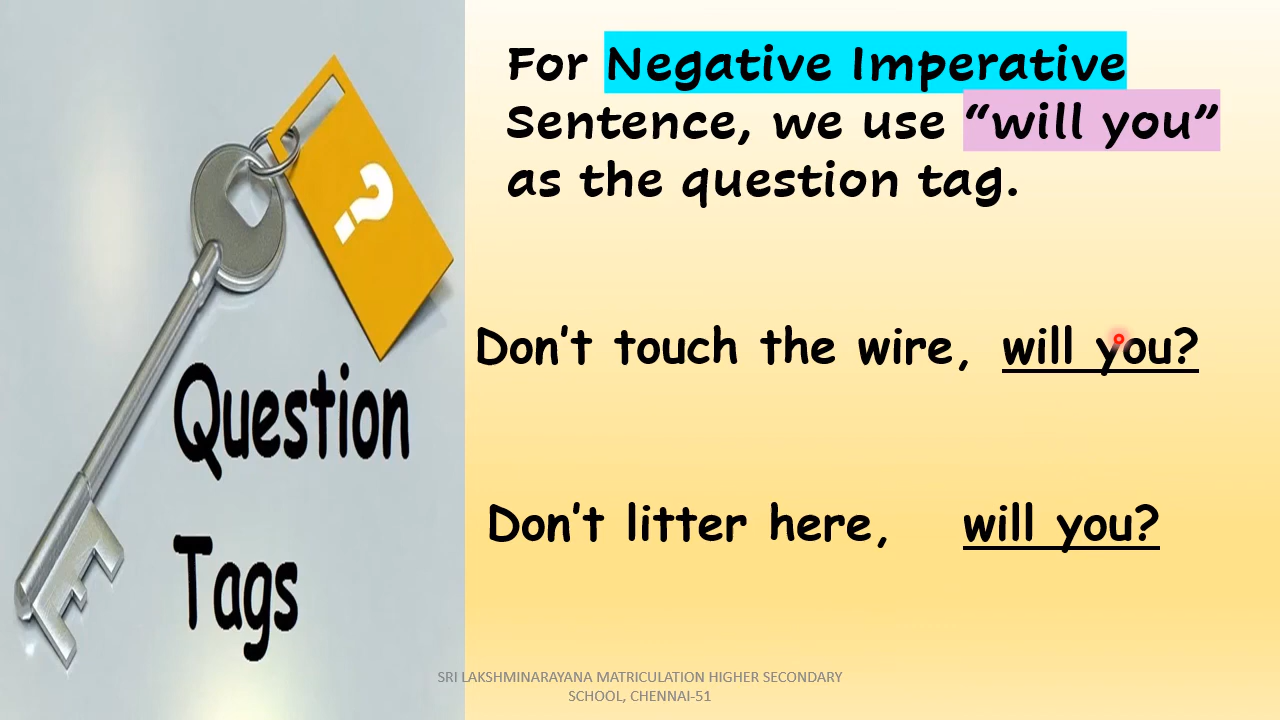 For Negative Imperative
Sentence, we use “will you”
as the question tag.
?
Don't touch the wire, will you?
Question
Don't litter here, will you?
Tags
SRI LAKSHMINARAYANA MATRICULATION HIGHER SECONDARY
SCHOOL, CHENNAI-51